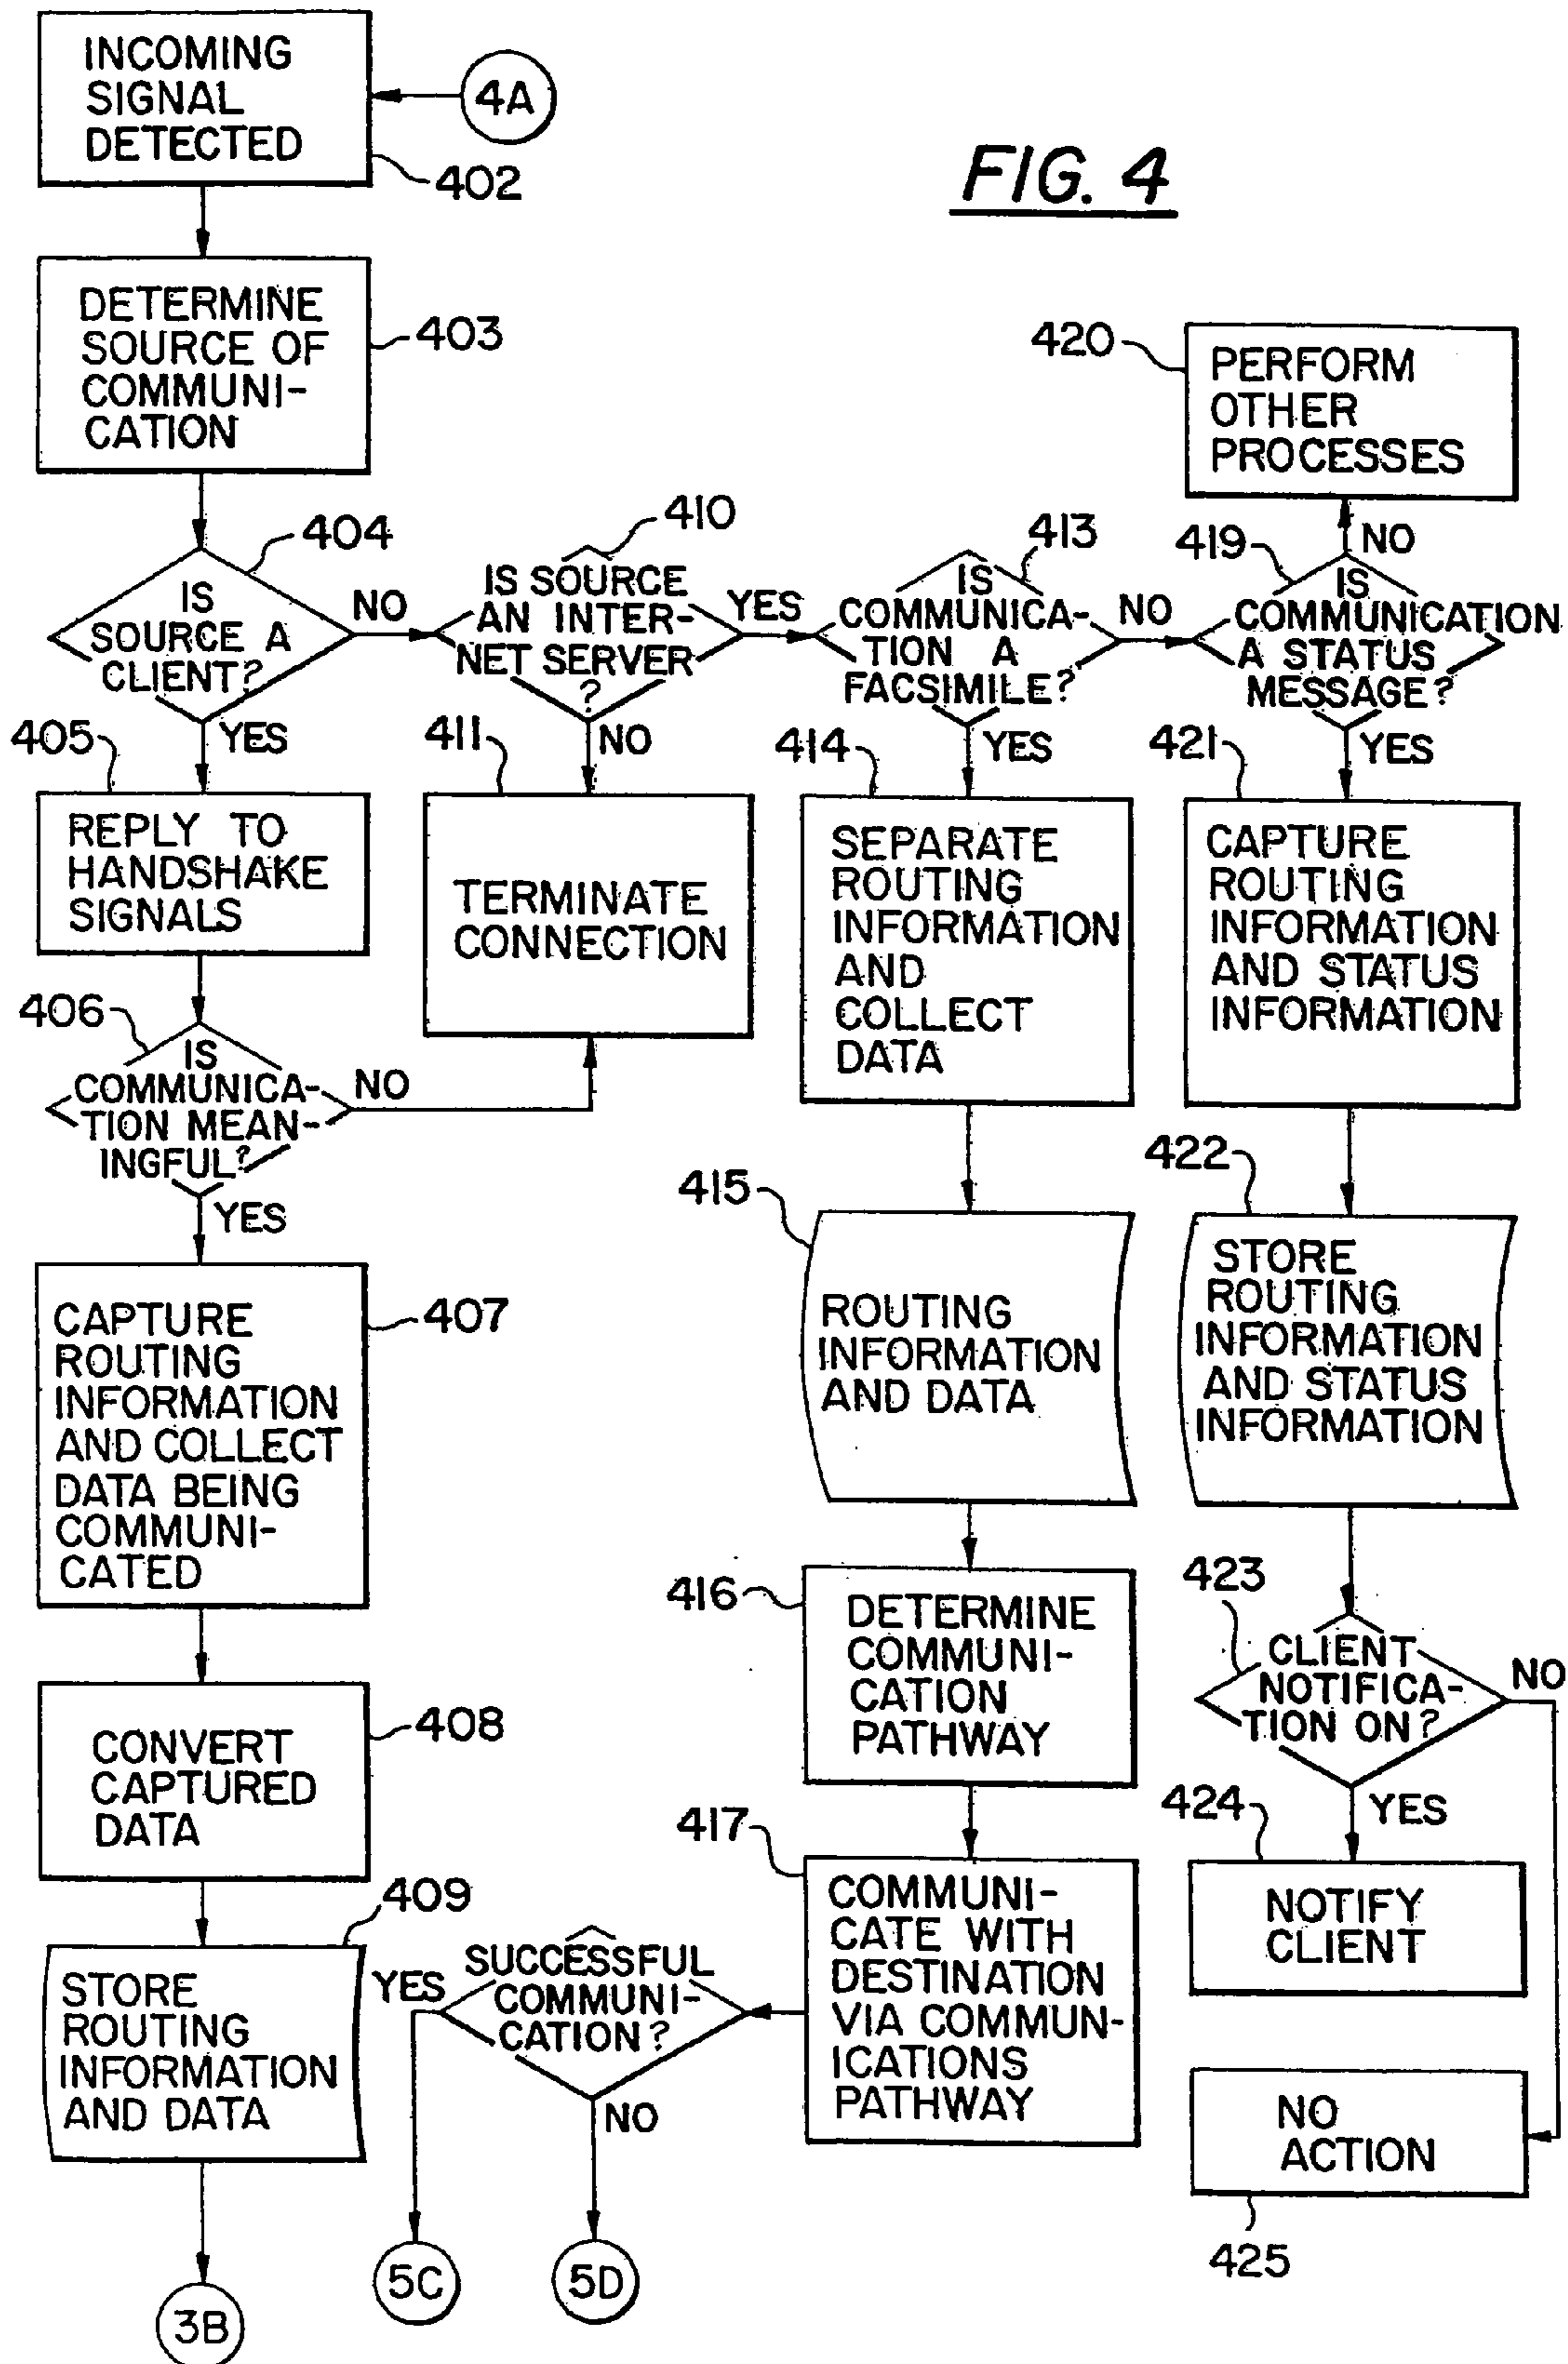 INCOMING
SIGNAL
DETECTED
4A
402
FIG. 4
DETERMINE
SOURCE OF
COMMUNI-
CATION
403
420
PERFORM
OTHER
PROCESSES
404
IS
SOURCE A
CLIENT?
NO
YES
410
IS SOURCE
AN INTER-
NET SERVER
?
YES
NO
413
IS
COMMUNICA-
TION A
FACSIMILE?
NO
YES
419
NO
IS
COMMUNICATION
A STATUS
MESSAGE?
YES
405
REPLY TO
HANDSHAKE
SIGNALS
411
TERMINATE
CONNECTION
414
SEPARATE
ROUTING
INFORMATION
AND
COLLECT
DATA
421
CAPTURE
ROUTING
INFORMATION
AND STATUS
INFORMATION
406
IS
COMMUNICA-
TION MEAN-
INGFUL?
NO
YES
415
ROUTING
INFORMATION
AND DATA
422
STORE
ROUTING
INFORMATION
AND STATUS
INFORMATION
407
CAPTURE
ROUTING
INFORMATION
AND COLLECT
DATA BEING
COMMUNI-
CATED
416
DETERMINE
COMMUNI-
CATION
PATHWAY
423
CLIENT
NOTIFICA-
TION ON?
NO
YES
408
CONVERT
CAPTURED
DATA
417
COMMUNI-
CATE WITH
DESTINATION
VIA COMMUN-
ICATIONS
PATHWAY
424
NOTIFY
CLIENT
409
STORE
ROUTING
INFORMATION
AND DATA
YES
SUCCESSFUL
COMMUNI-
CATION?
NO
NO
ACTION
425
5C
5D
3B